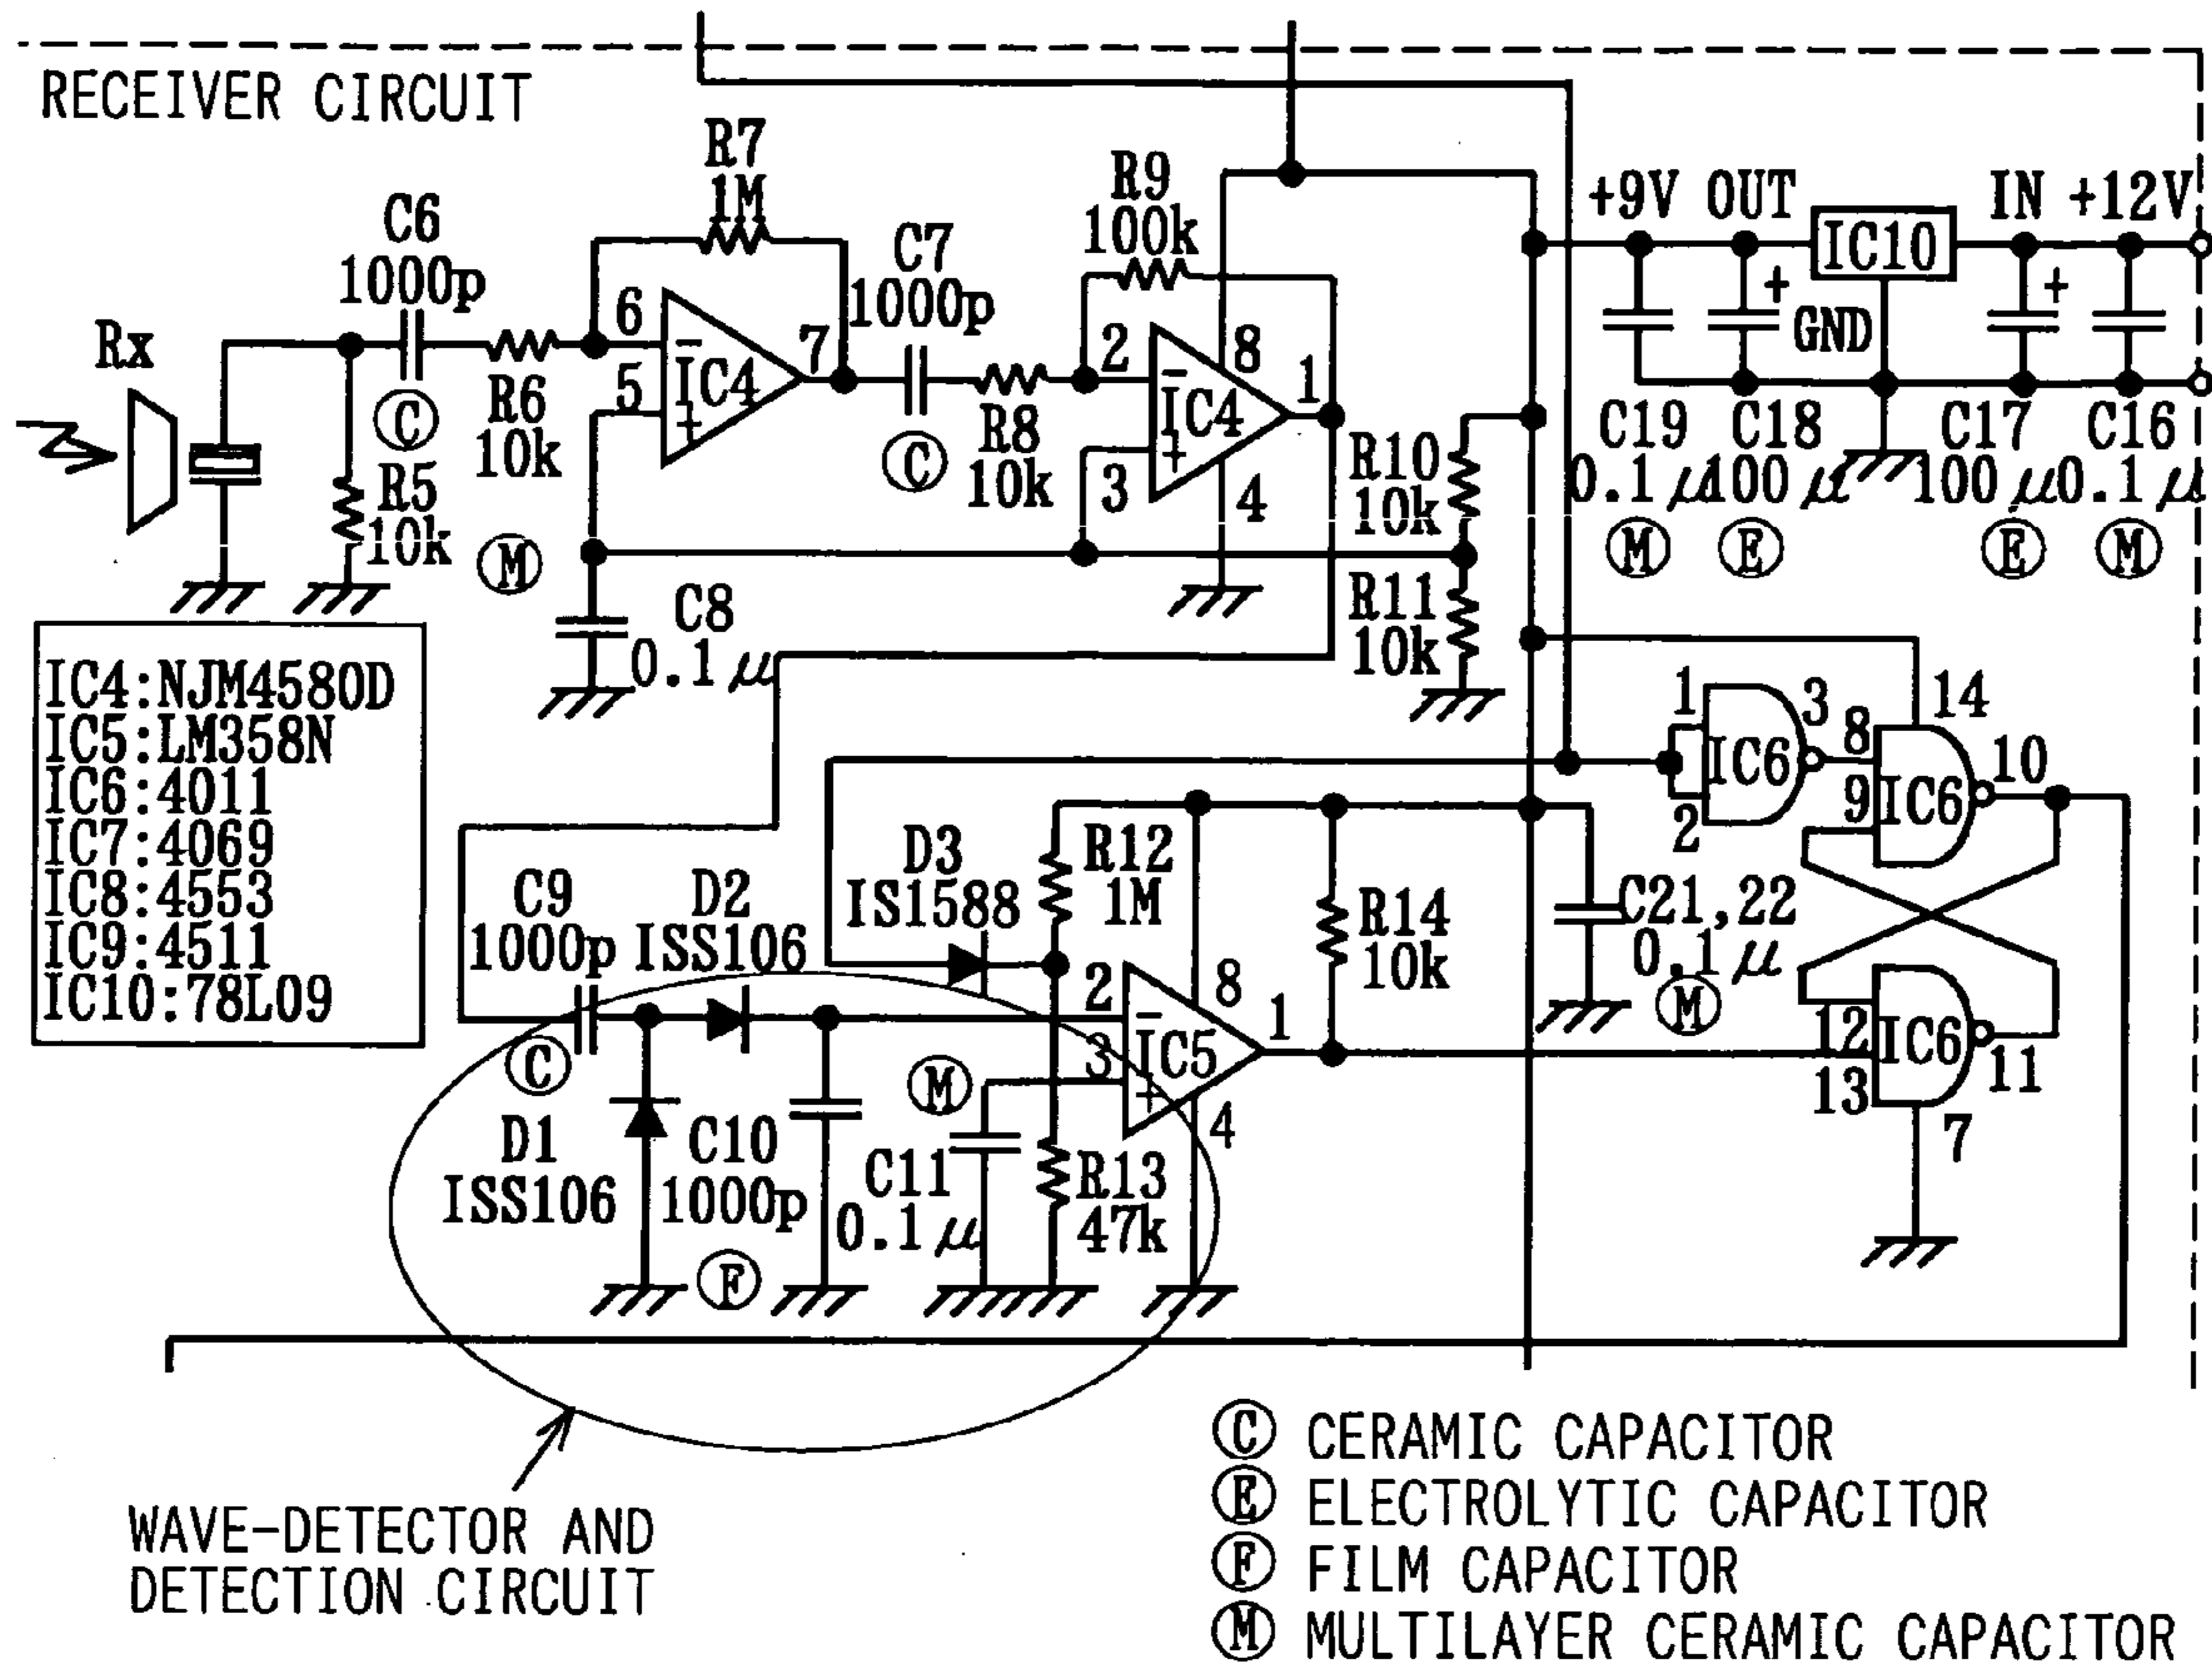 RECEIVER CIRCUIT
R7
1M
C6
1000p
R9
100k
C7
1000p
+9V OUT
IC10
IN +12V
GND
Rx
6
5
7
IC4
−
+
R6
10k
C
R5
10k
2
3
8
1
4
IC4
−
+
R8
10k
C
R10
10k
R11
10k
C19
0.1μ
M
C18
100μ
E
+
C17
100μ
E
+
C16
0.1μ
M
M
C8
0.1μ
IC4:NJM4580D
IC5:LM358N
IC6:4011
IC7:4069
IC8:4553
IC9:4511
IC10:78L09
1
2
3
IC6
8
9
14
10
IC6
12
13
11
7
IC6
C9
1000p
C
D2
ISS106
D3
IS1588
R12
1M
R14
10k
C21,22
0.1μ
M
2
3
8
1
4
IC5
−
+
D1
ISS106
C10
1000p
F
M
C11
0.1μ
R13
47k
WAVE-DETECTOR AND
DETECTION CIRCUIT
C CERAMIC CAPACITOR
E ELECTROLYTIC CAPACITOR
F FILM CAPACITOR
M MULTILAYER CERAMIC CAPACITOR